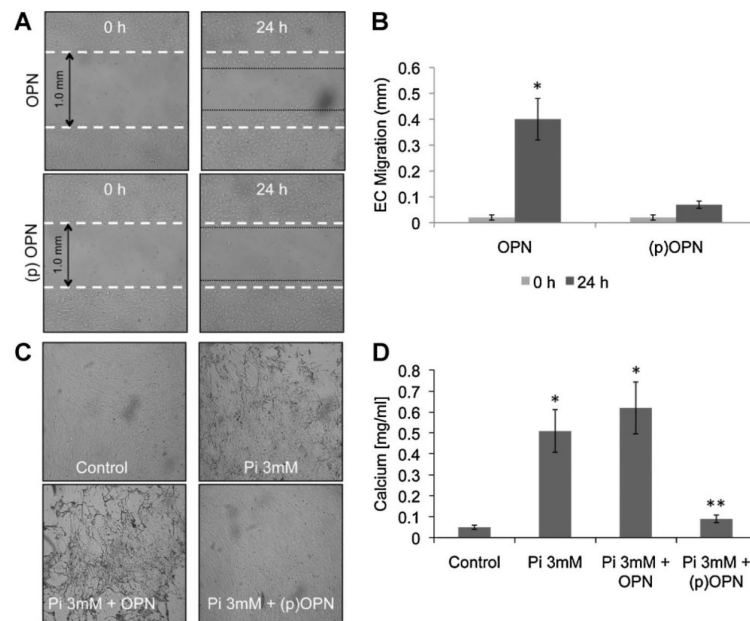 A
0 h
24 h
OPN
1.0 mm
0 h
24 h
(p) OPN
1.0 mm
B
EC Migration (mm)
0.6
0.5
0.4
0.3
0.2
0.1
0
*
OPN
(p)OPN
0 h
24 h
C
Control
Pi 3mM
Pi 3mM + OPN
Pi 3mM + (p)OPN
D
Calcium [mg/ml]
0.8
0.7
0.6
0.5
0.4
0.3
0.2
0.1
0
*
*
**
Control
Pi 3mM
Pi 3mM +
OPN
Pi 3mM +
(p)OPN